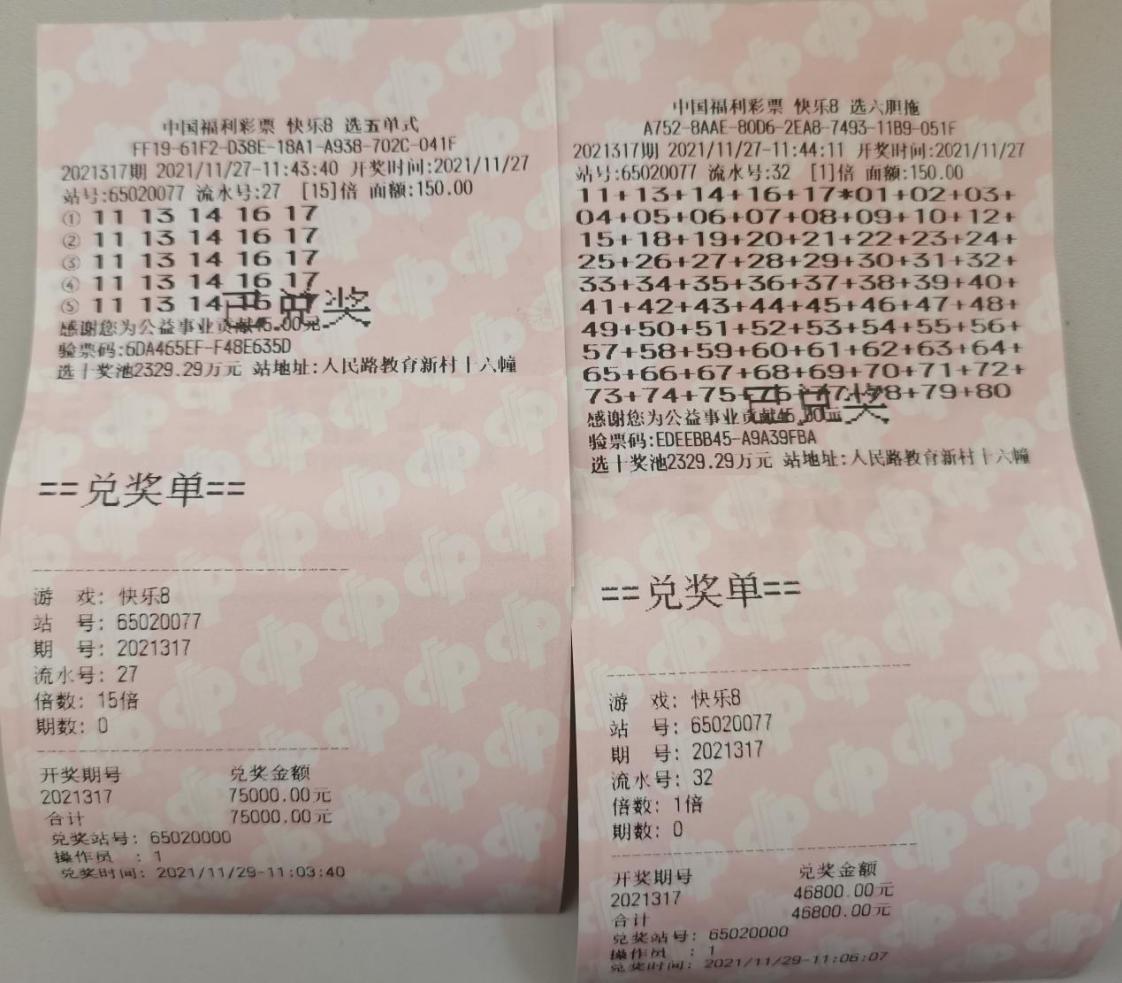 中国福利彩票 快乐8 选五单式
FF19-61F2-D38E-18A1-A938-702C-041F
2021317期 2021/11/27-11:43:40 开奖时间:2021/11/27
站号:65020077 流水号:27 [15]倍 面额:150.00
① 11 13 14 16 17
② 11 13 14 16 17
③ 11 13 14 16 17
④ 11 13 14 16 17
⑤ 11 13 14 16 17
已兑奖
感谢您为公益事业贡献45.00元
验票码:6DA465EF-F48E635D
选十奖池2329.29万元 站地址:人民路教育新村十六幢
==兑奖单==
游 戏: 快乐8
站 号: 65020077
期 号: 2021317
流水号: 27
倍数: 15倍
期数: 0
开奖期号 兑奖金额
2021317 75000.00元
合计 75000.00元
兑奖站号: 65020000
操作员 : 1
兑奖时间: 2021/11/29-11:03:40
中国福利彩票 快乐8 选六胆拖
A752-8AAE-80D6-2EA8-7493-11B9-051F
2021317期 2021/11/27-11:44:11 开奖时间:2021/11/27
站号:65020077 流水号:32 [1]倍 面额:150.00
11+13+14+16+17*01+02+03+
04+05+06+07+08+09+10+12+
15+18+19+20+21+22+23+24+
25+26+27+28+29+30+31+32+
33+34+35+36+37+38+39+40+
41+42+43+44+45+46+47+48+
49+50+51+52+53+54+55+56+
57+58+59+60+61+62+63+64+
65+66+67+68+69+70+71+72+
73+74+75+76+77+78+79+80
已兑奖
感谢您为公益事业贡献45.00元
验票码:EDEEBB45-A9A39FBA
选十奖池2329.29万元 站地址:人民路教育新村十六幢
==兑奖单==
游 戏: 快乐8
站 号: 65020077
期 号: 2021317
流水号: 32
倍数: 1倍
期数: 0
开奖期号 兑奖金额
2021317 46800.00元
合计 46800.00元
兑奖站号: 65020000
操作员 : 1
兑奖时间: 2021/11/29-11:06:07